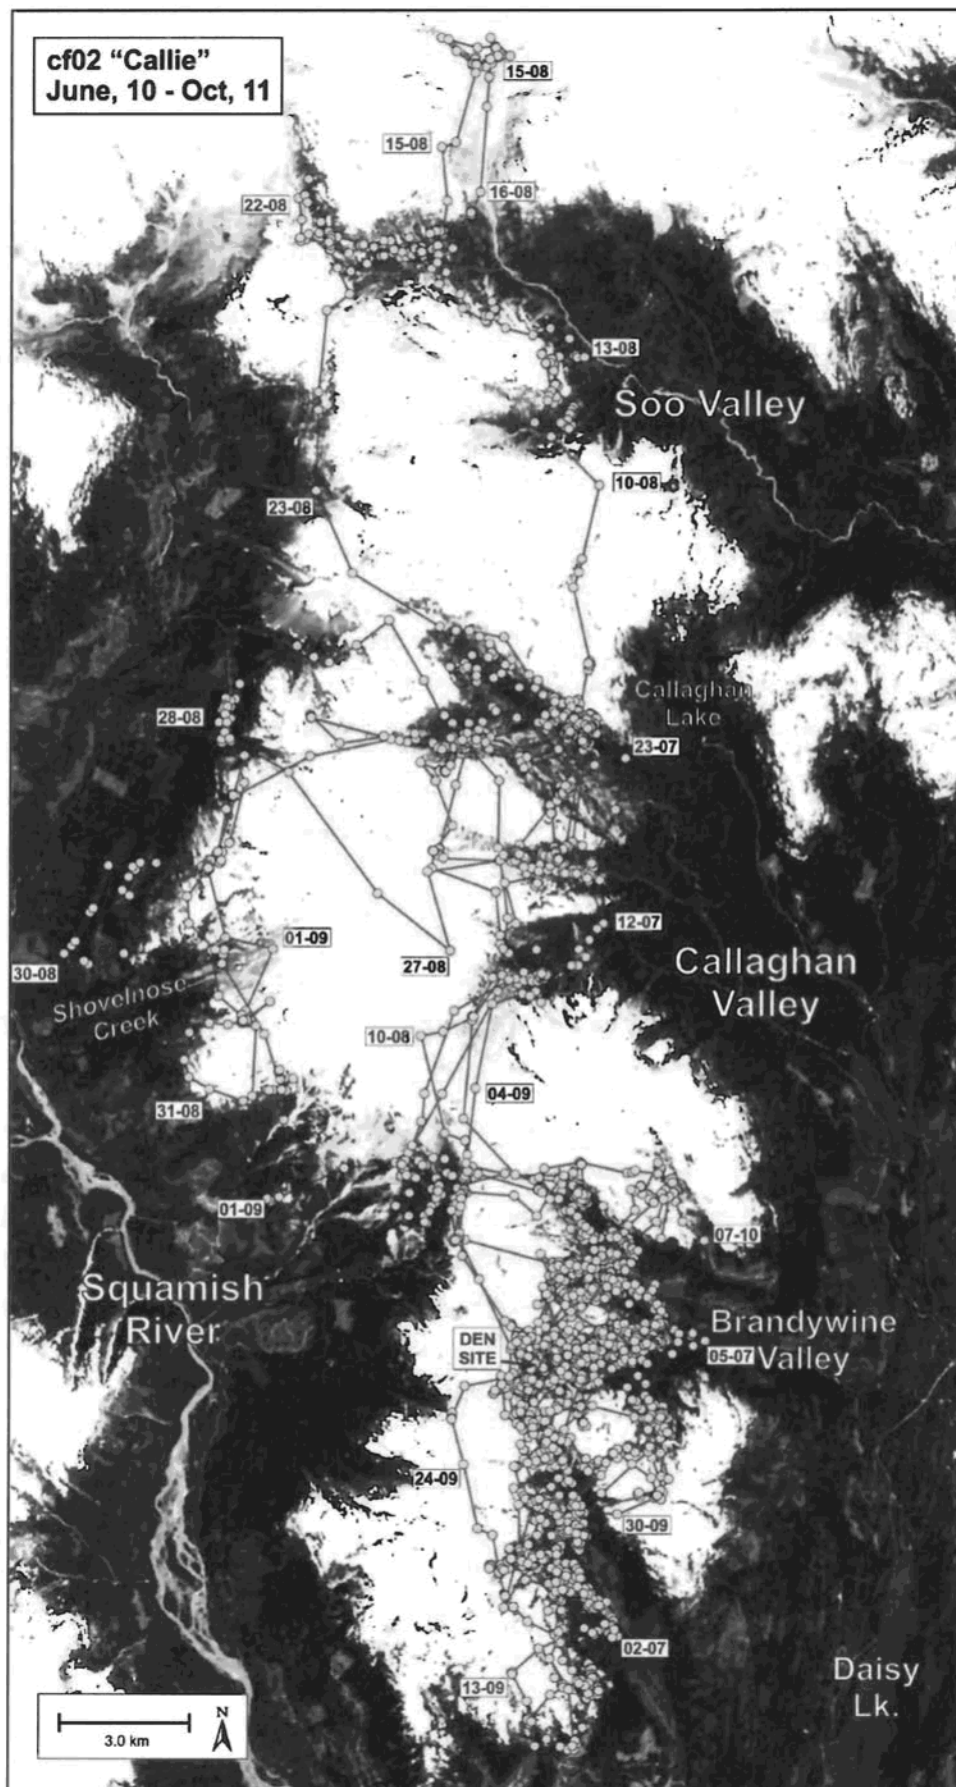 cf02 “Callie”
June, 10 - Oct, 11
15-08
15-08
16-08
22-08
13-08
Soo Valley
10-08
23-08
Callaghan
Lake
28-08
23-07
12-07
01-09
27-08
30-08
Callaghan
Valley
Shovelnose
Creek
10-08
04-09
31-08
01-09
07-10
Squamish
River
Brandywine
Valley
DEN
SITE
05-07
24-09
30-09
02-07
13-09
Daisy
Lk.
3.0 km
N